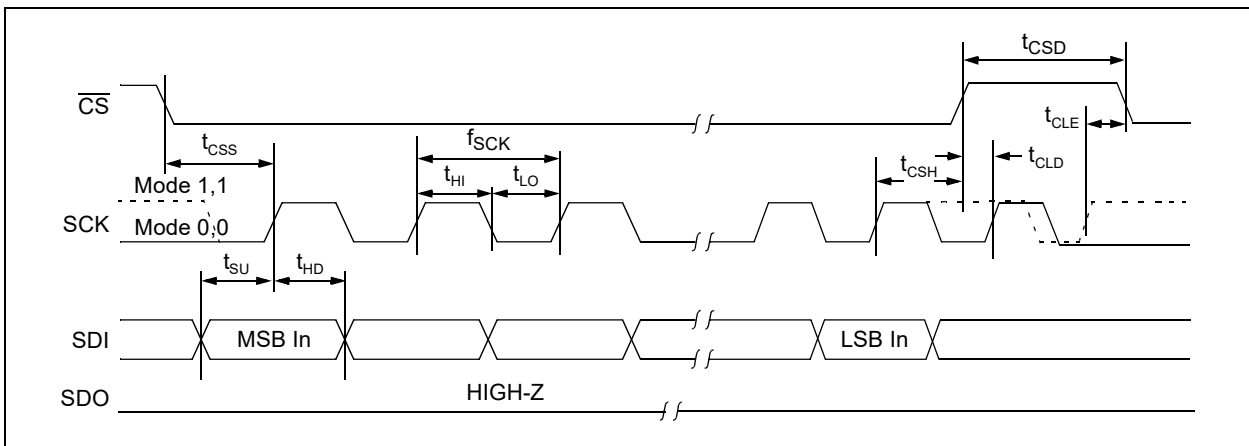 tCSD
CS
tCLE
tCSS
fSCK
tCLD
tHI
tLO
tCSH
Mode 1,1
SCK
Mode 0,0
tSU
tHD
SDI
MSB In
LSB In
HIGH-Z
SDO